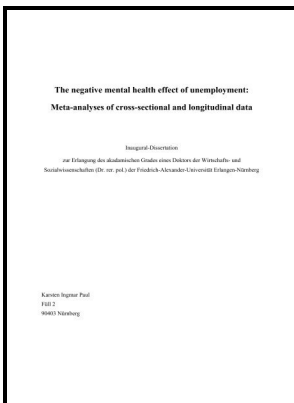 The negative mental health effect of unemployment:
Meta-analyses of cross-sectional and longitudinal data
Inaugural-Dissertation
zur Erlangung des akademischen Grades eines Doktors der Wirtschafts- und
Sozialwissenschaften (Dr. rer. pol.) der Friedrich-Alexander-Universität Erlangen-Nürnberg
Karsten Ingmar Paul
Füll 2
90403 Nürnberg